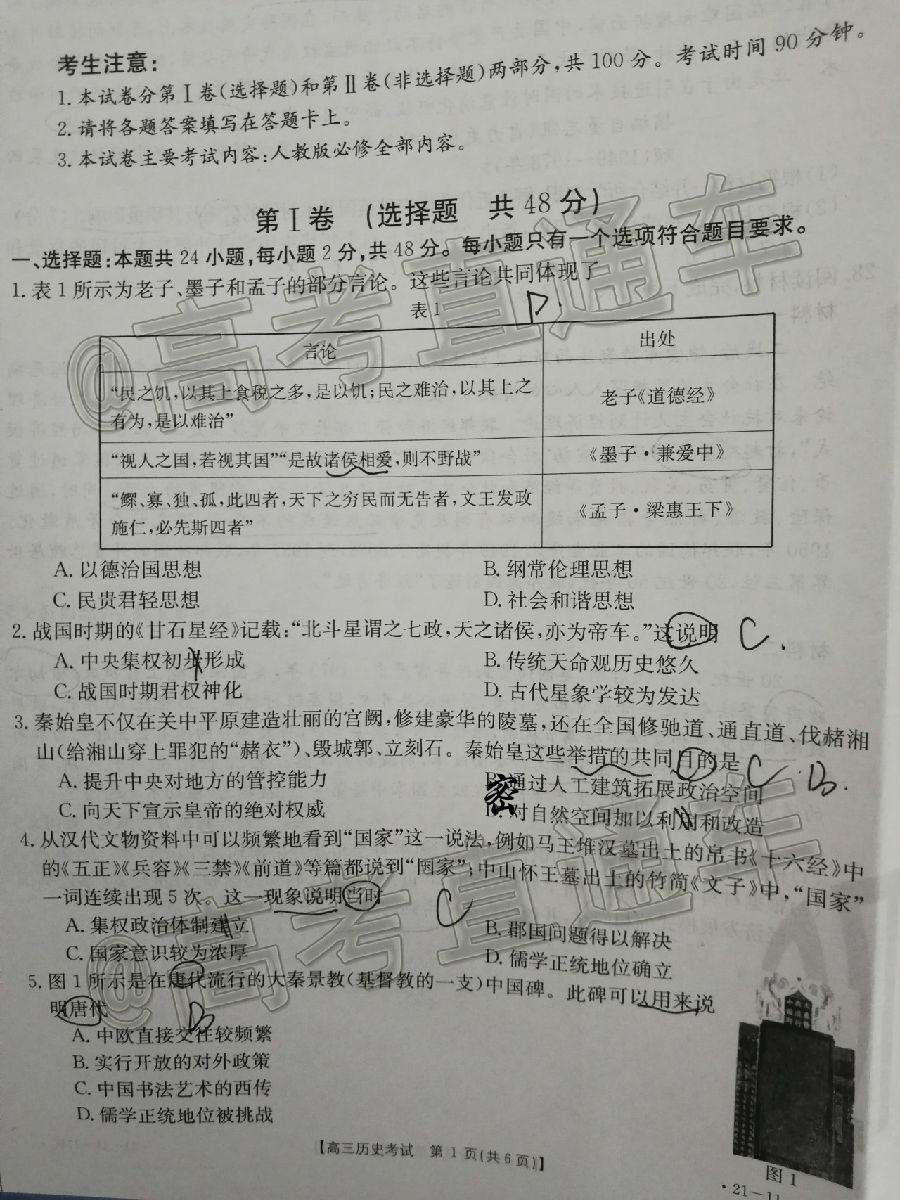 考生注意：
1.本试卷分第Ⅰ卷(选择题)和第Ⅱ卷(非选择题)两部分，共100分。考试时间90分钟。
2.请将各题答案填写在答题卡上。
3.本试卷主要考试内容：人教版必修全部内容。
第Ⅰ卷 (选择题 共48分)
一、选择题：本题共24小题，每小题2分，共48分。每小题只有一个选项符合题目要求。
1.表1所示为老子、墨子和孟子的部分言论。这些言论共同体现了
D.
表1
言论 出处
“民之饥，以其上食税之多，是以饥；民之难治，以其上之
有为，是以难治” 老子《道德经》
“视人之国，若视其国”“是故诸侯相爱，则不野战” 《墨子·兼爱中》
“鳏、寡、独、孤，此四者，天下之穷民而无告者，文王发政
施仁，必先斯四者” 《孟子·梁惠王下》
A.以德治国思想 B.纲常伦理思想
C.民贵君轻思想 D.社会和谐思想
2.战国时期的《甘石星经》记载：“北斗星谓之七政，天之诸侯，亦为帝车。”这说明 C.
A.中央集权初步形成 B.传统天命观历史悠久
C.战国时期君权神化 D.古代星象学较为发达
3.秦始皇不仅在关中平原建造壮丽的宫阙，修建豪华的陵墓，还在全国修驰道、通直道、伐赭湘
山(给湘山穿上罪犯的“赭衣”)、毁城郭、立刻石。秦始皇这些举措的共同目的是 C.B.
A.提升中央对地方的管控能力 B.通过人工建筑拓展政治空间
C.向天下宣示皇帝的绝对权威 对自然空间加以利用和改造
密
4.从汉代文物资料中可以频繁地看到“国家”这一说法，例如马王堆汉墓出土的帛书《十六经》中
的《五正》《兵容》《三禁》《前道》等篇都说到“国家”；中山怀王墓出土的竹简《文子》中，“国家”
一词连续出现5次。这一现象说明当时 C
A.集权政治体制建立 B.郡国问题得以解决
C.国家意识较为浓厚 D.儒学正统地位确立
5.图1所示是在唐代流行的大秦景教(基督教的一支)中国碑。此碑可以用来说
明唐代 B
A.中欧直接交往较频繁
B.实行开放的对外政策
C.中国书法艺术的西传
D.儒学正统地位被挑战
图1
【高三历史考试 第1页(共6页)】
·21-11
@高考直通车
@高考直通车